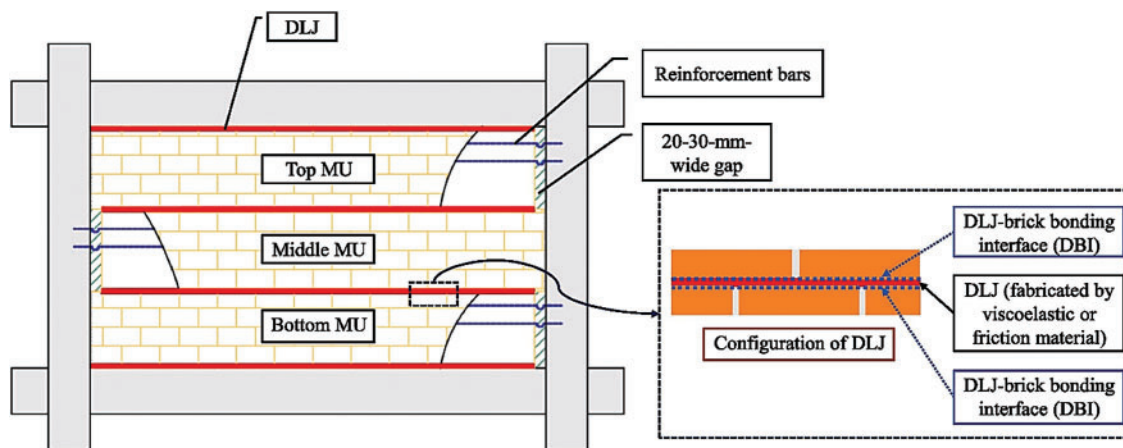 DLJ
Reinforcement bars
20-30-mm-
wide gap
Top MU
Middle MU
Bottom MU
DLJ-brick bonding
interface (DBI)
DLJ (fabricated by
viscoelastic or
friction material)
Configuration of DLJ
DLJ-brick bonding
interface (DBI)